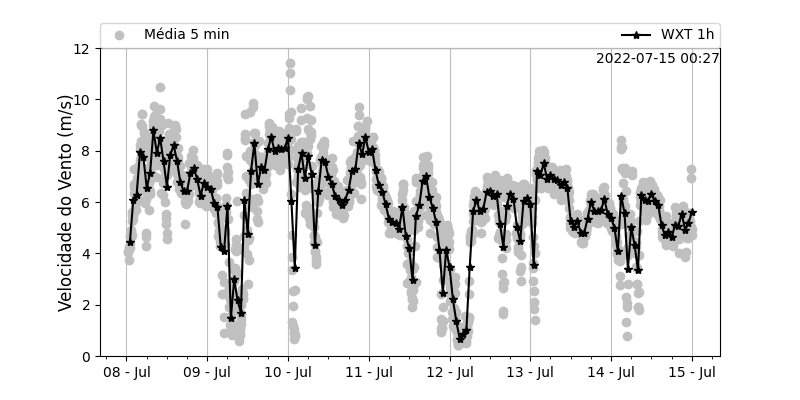 Média 5 min
WXT 1h
2022-07-15 00:27
Velocidade do Vento (m/s)
12
10
8
6
4
2
0
08 - Jul
09 - Jul
10 - Jul
11 - Jul
12 - Jul
13 - Jul
14 - Jul
15 - Jul